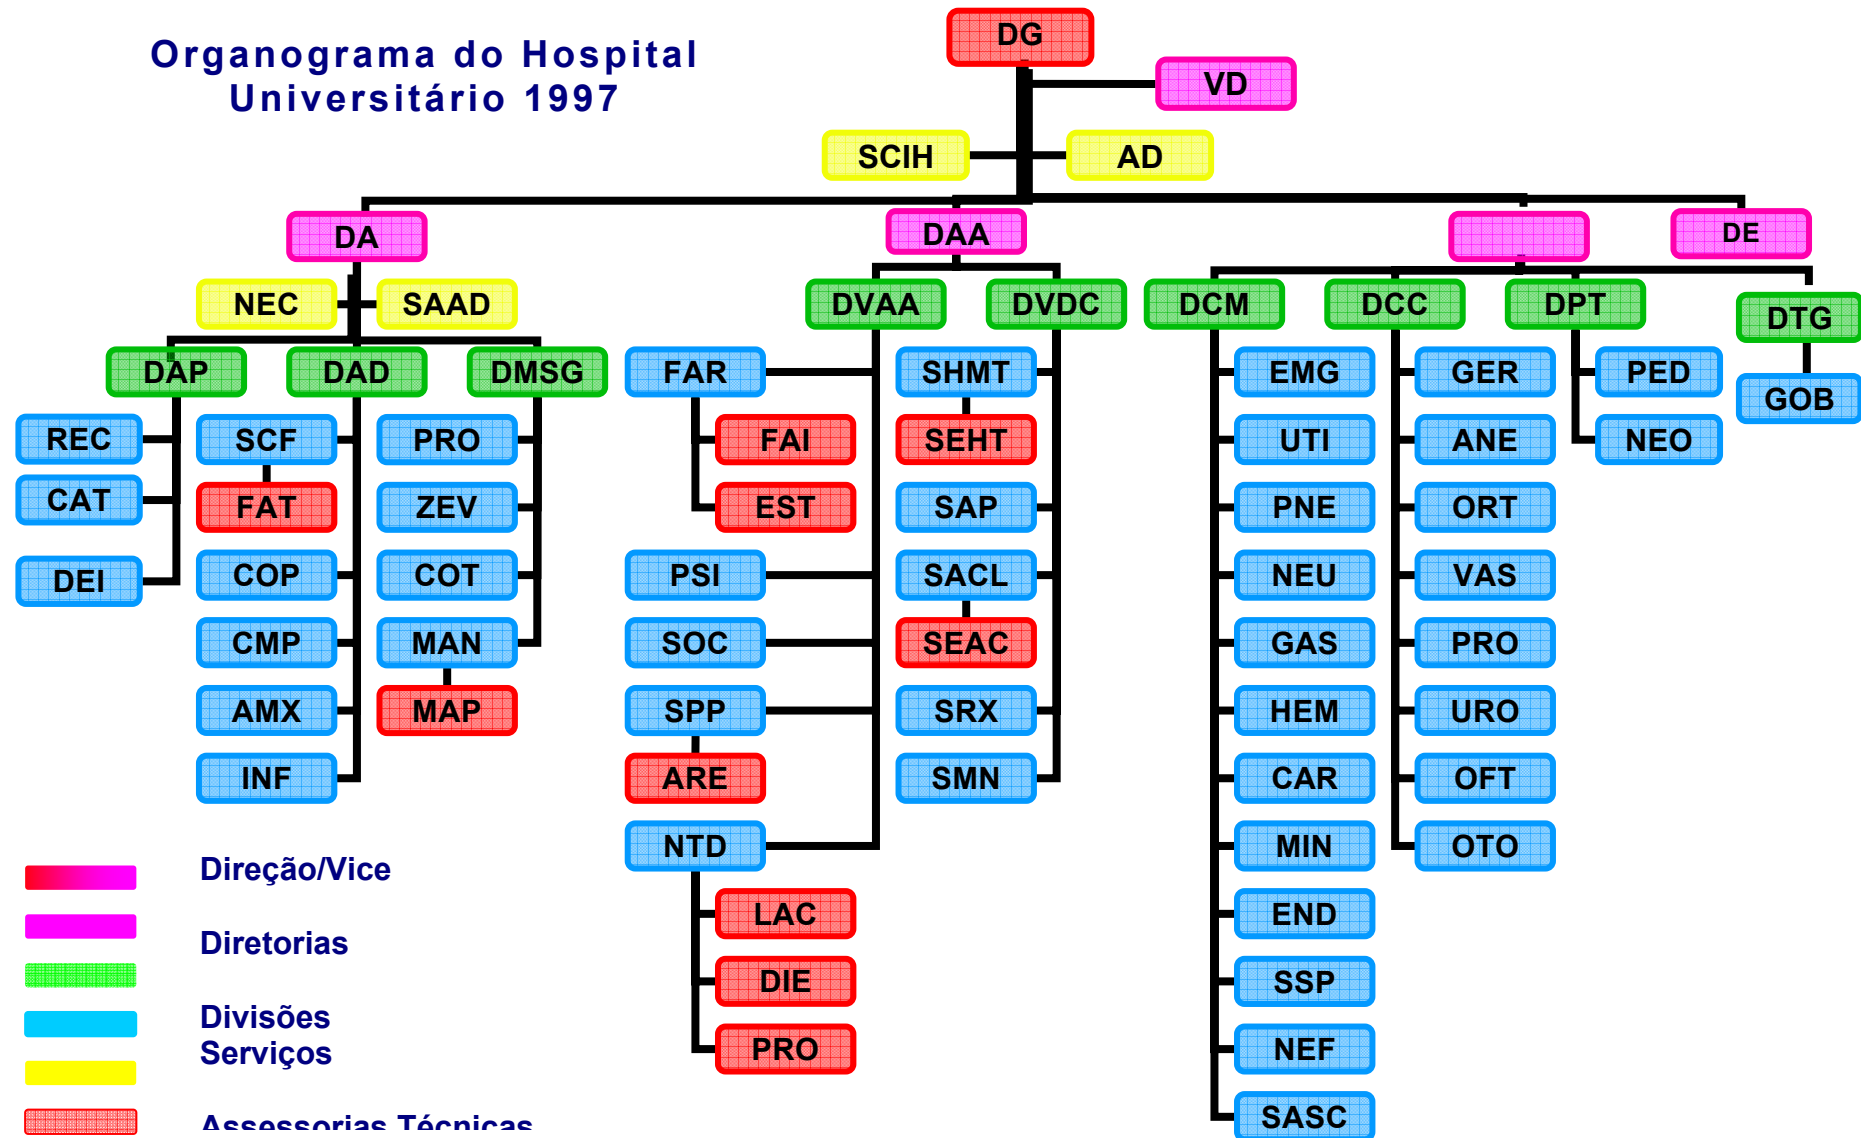 Organograma do Hospital
Universitário 1997
DG
VD
SCIH
AD
DA
DAA
DE
NEC
SAAD
DVAA
DVDC
DCM
DCC
DPT
DTG
DAP
DAD
DMSG
FAR
SHMT
EMG
GER
PED
GOB
REC
SCF
PRO
FAI
SEHT
UTI
ANE
NEO
CAT
FAT
ZEV
EST
SAP
PNE
ORT
DEI
COP
COT
PSI
SACL
NEU
VAS
CMP
MAN
SOC
SEAC
GAS
PRO
AMX
MAP
SPP
SRX
HEM
URO
INF
ARE
SMN
CAR
OFT
NTD
MIN
OTO
LAC
END
DIE
SSP
PRO
NEF
SASC
Direção/Vice
Diretorias
Divisões
Serviços
Assessorias Técnicas